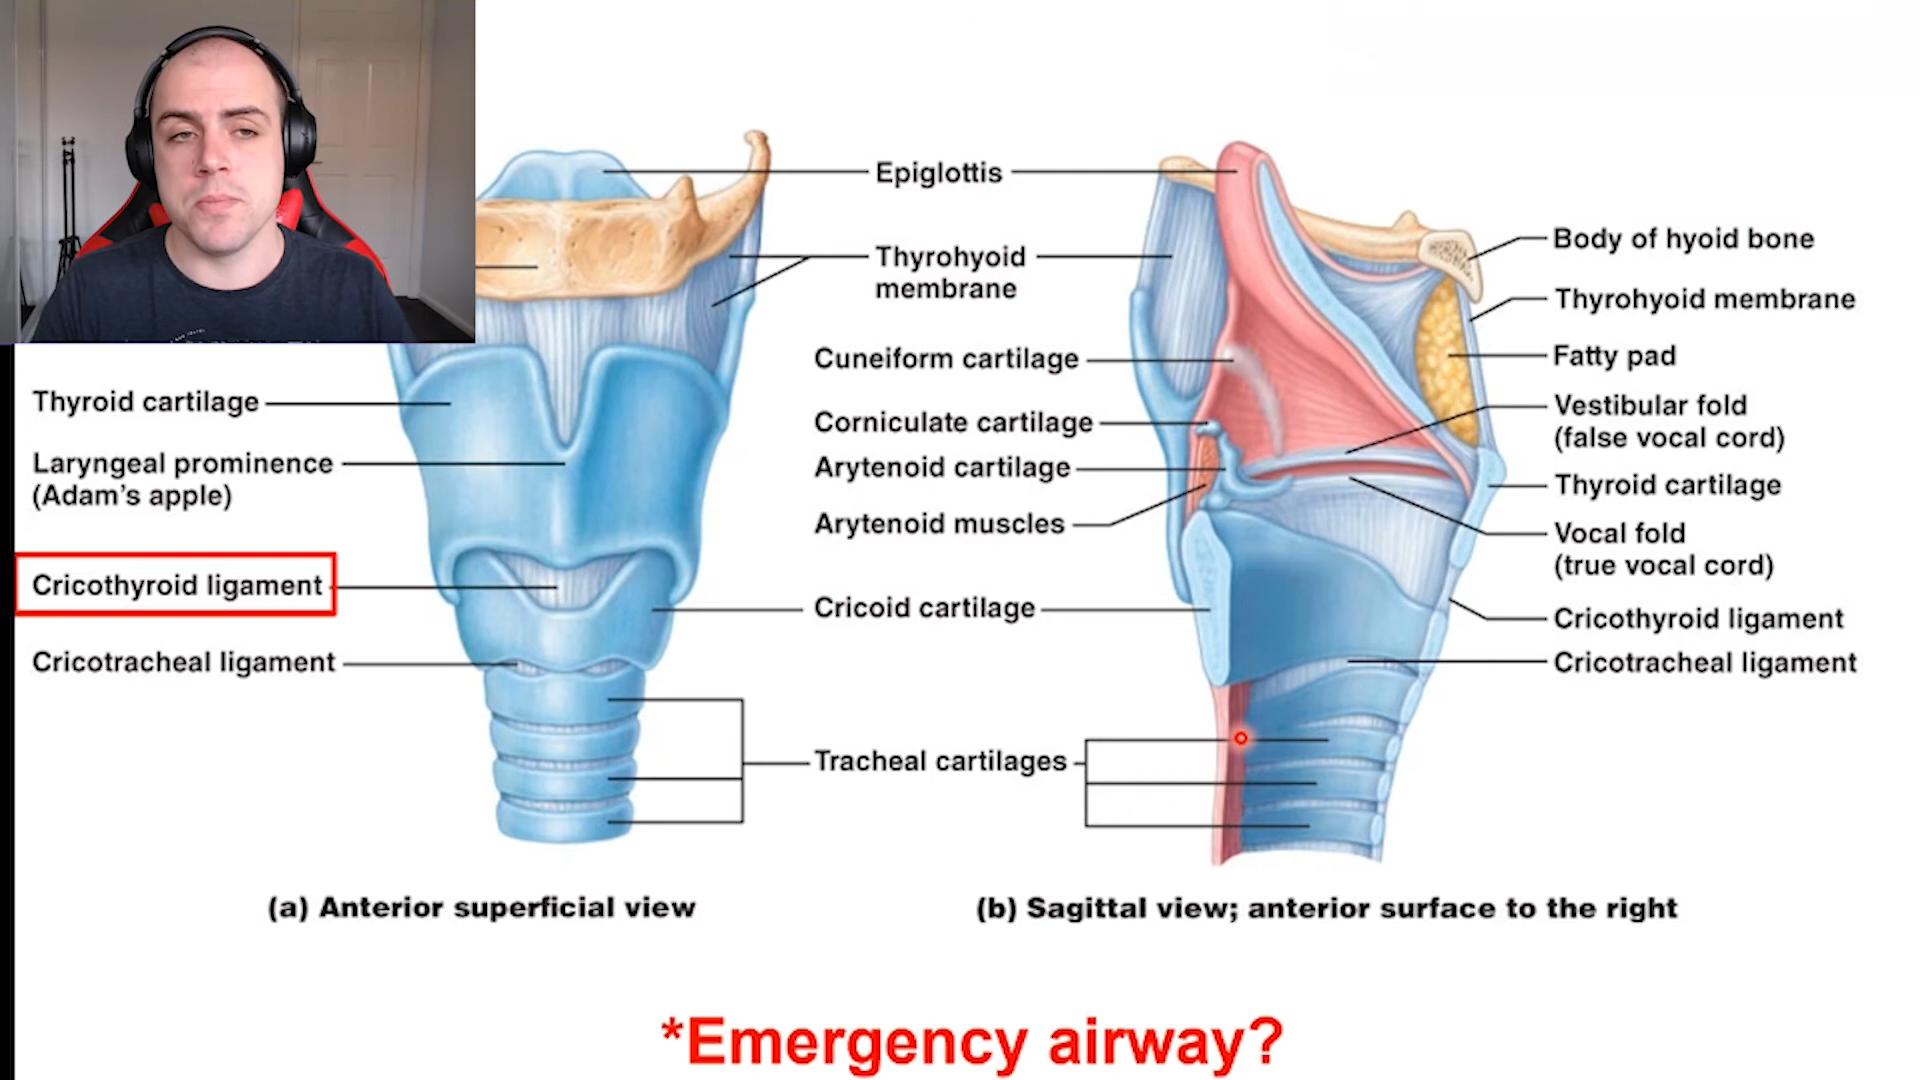 Epiglottis
Thyrohyoid
membrane
Cuneiform cartilage
Corniculate cartilage
Arytenoid cartilage
Arytenoid muscles
Cricoid cartilage
Tracheal cartilages
Thyroid cartilage
Laryngeal prominence
(Adam's apple)
Cricothyroid ligament
Cricotracheal ligament
Body of hyoid bone
Thyrohyoid membrane
Fatty pad
Vestibular fold
(false vocal cord)
Thyroid cartilage
Vocal fold
(true vocal cord)
Cricothyroid ligament
Cricotracheal ligament
(a) Anterior superficial view
(b) Sagittal view; anterior surface to the right
*Emergency airway?